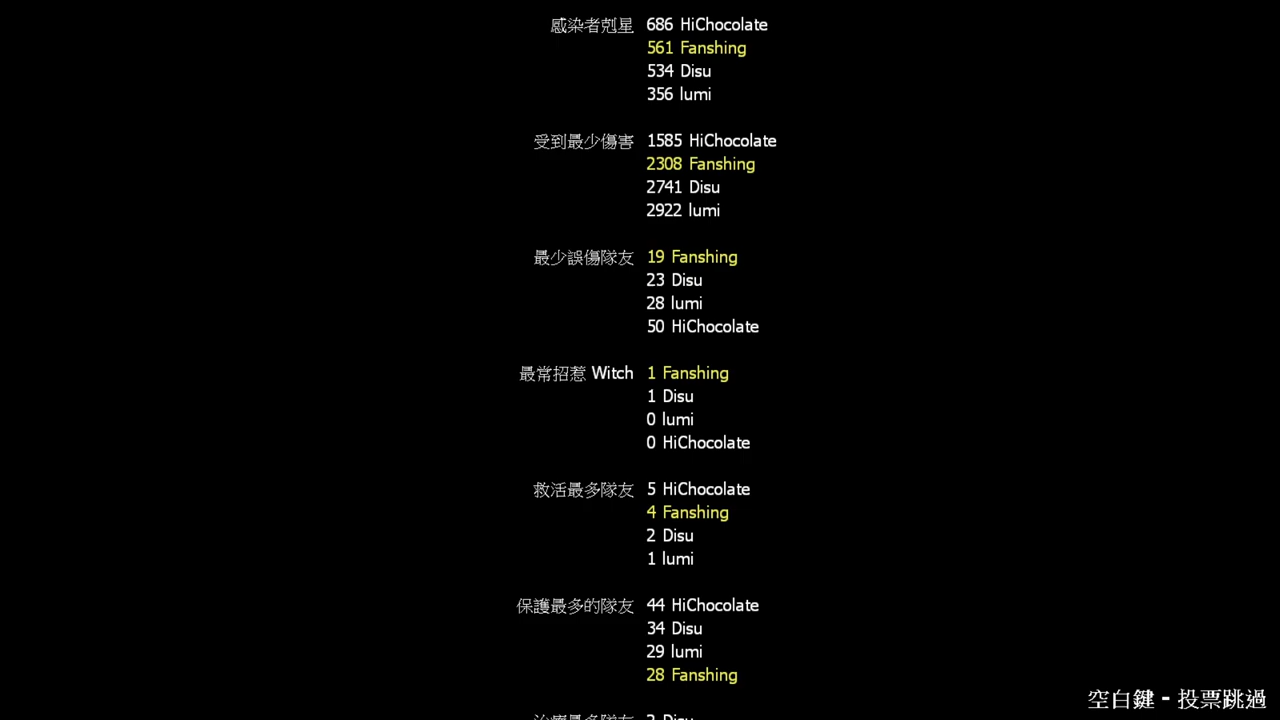 感染者剋星 686 HiChocolate
561 Fanshing
534 Disu
356 lumi
受到最少傷害 1585 HiChocolate
2308 Fanshing
2741 Disu
2922 lumi
最少誤傷隊友 19 Fanshing
23 Disu
28 lumi
50 HiChocolate
最常招惹 Witch 1 Fanshing
1 Disu
0 lumi
0 HiChocolate
救活最多隊友 5 HiChocolate
4 Fanshing
2 Disu
1 lumi
保護最多的隊友 44 HiChocolate
34 Disu
29 lumi
28 Fanshing
空白鍵 - 投票跳過